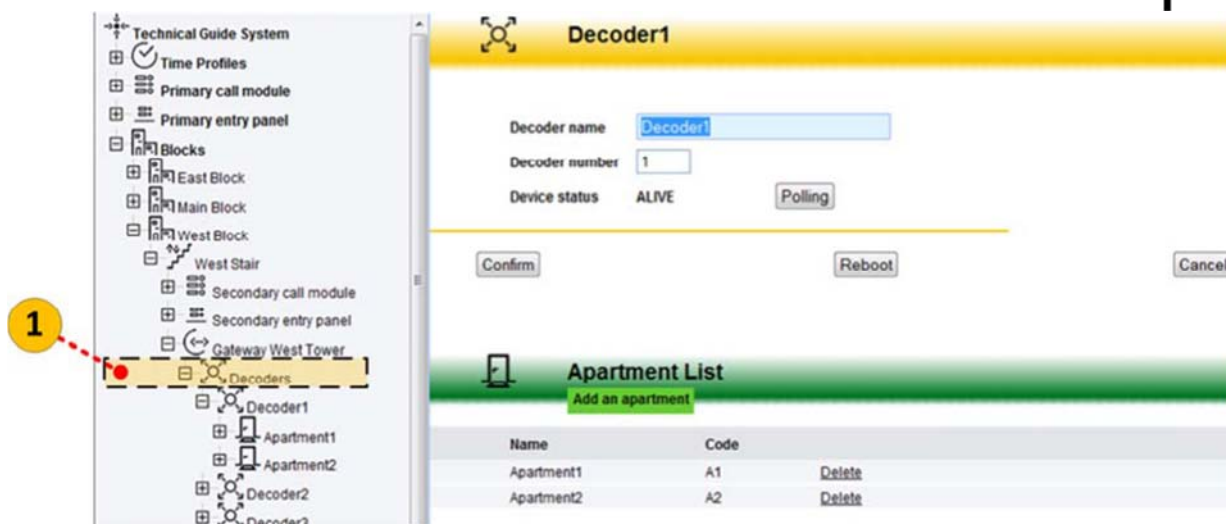 Technical Guide System
Time Profiles
Primary call module
Primary entry panel
Blocks
East Block
Main Block
West Block
West Stair
Secondary call module
Secondary entry panel
Gateway West Tower
1
Decoders
Decoder1
Apartment1
Apartment2
Decoder2
Decoder3
Decoder1
Decoder name Decoder1
Decoder number 1
Device status ALIVE Polling
Confirm Reboot Cancel
Apartment List
Add an apartment
Name Code
Apartment1 A1 Delete
Apartment2 A2 Delete